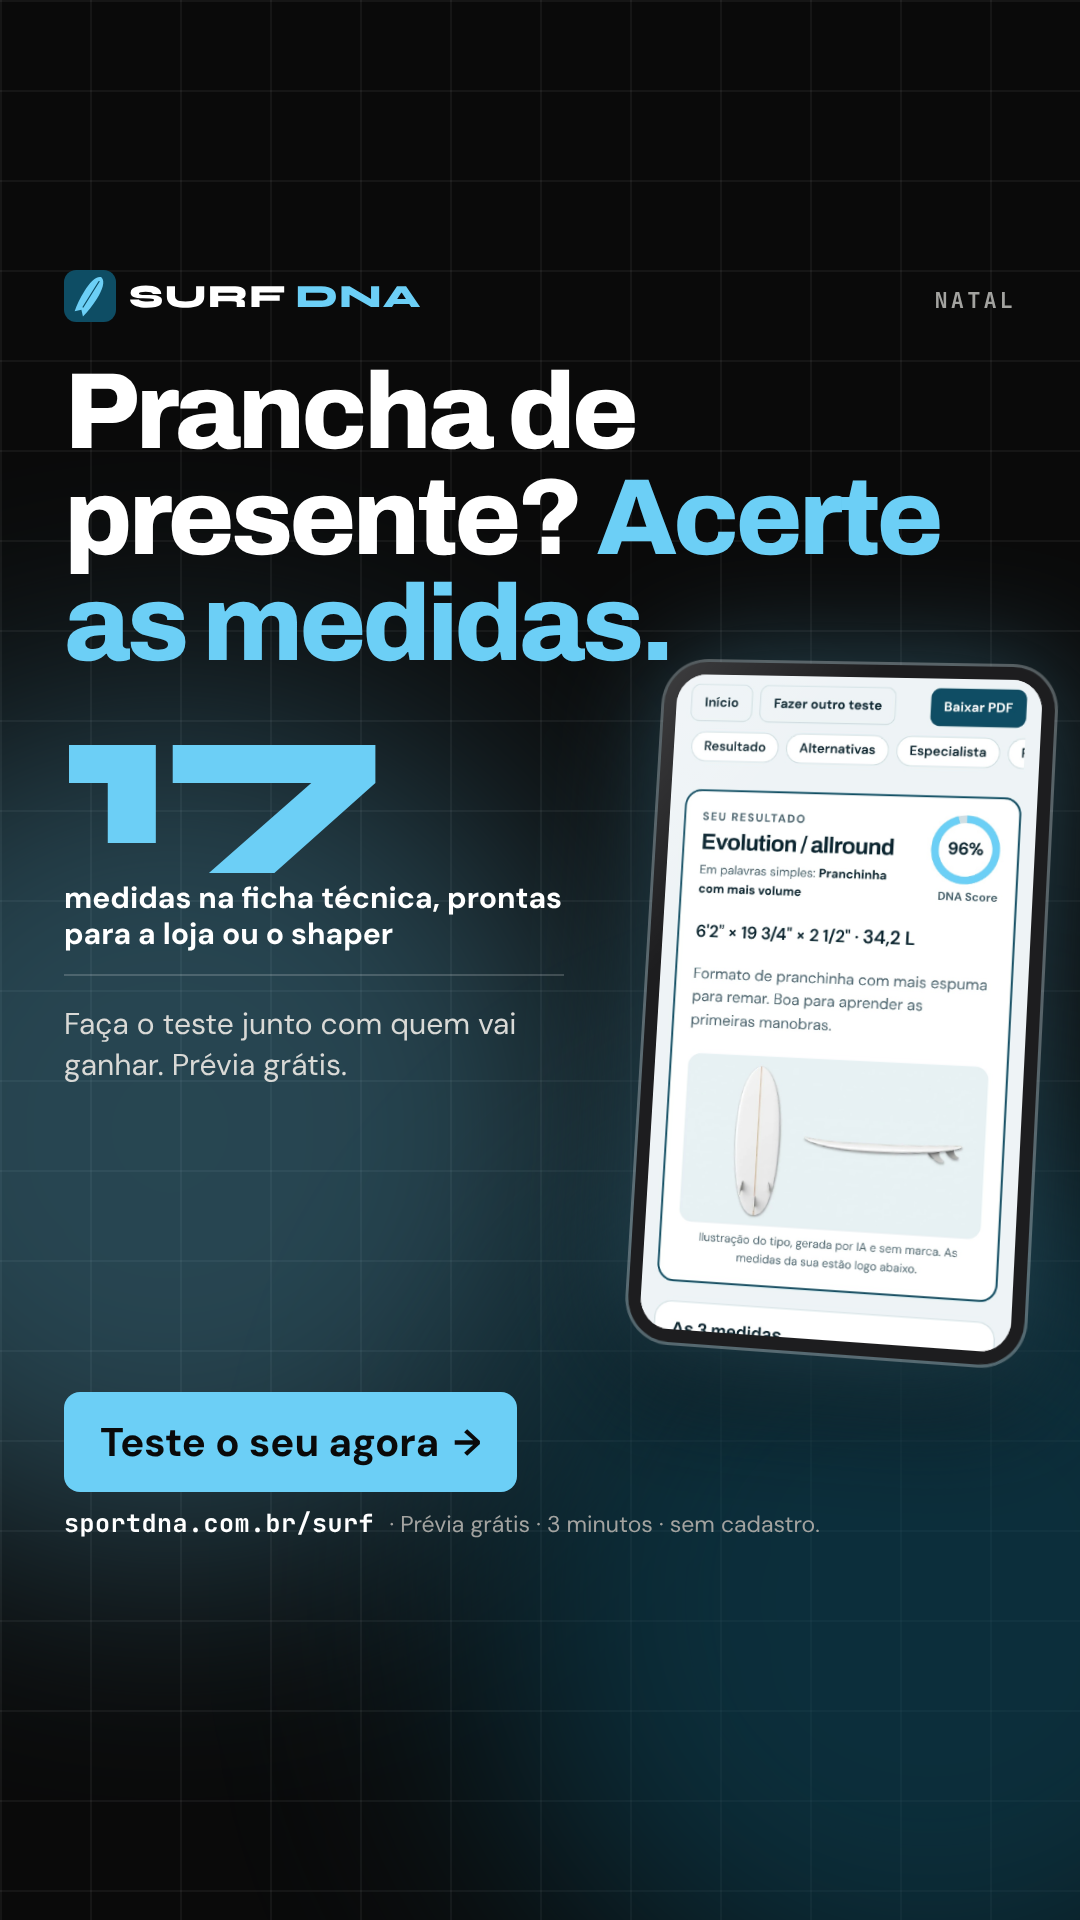 SURF DNA
NATAL
Prancha de
presente? Acerte
as medidas.
17
medidas na ficha técnica, prontas
para a loja ou o shaper
Faça o teste junto com quem vai
ganhar. Prévia grátis.
Início
Fazer outro teste
Baixar PDF
Resultado
Alternativas
Especialista
SEU RESULTADO
Evolution / allround
Em palavras simples: Pranchinha
com mais volume
96%
DNA Score
6'2" × 19 3/4" × 2 1/2" · 34,2 L
Formato de pranchinha com mais espuma
para remar. Boa para aprender as
primeiras manobras.
Ilustração do tipo, gerada por IA e sem marca. As
medidas da sua estão logo abaixo.
As 3 medidas
Teste o seu agora →
sportdna.com.br/surf · Prévia grátis · 3 minutos · sem cadastro.